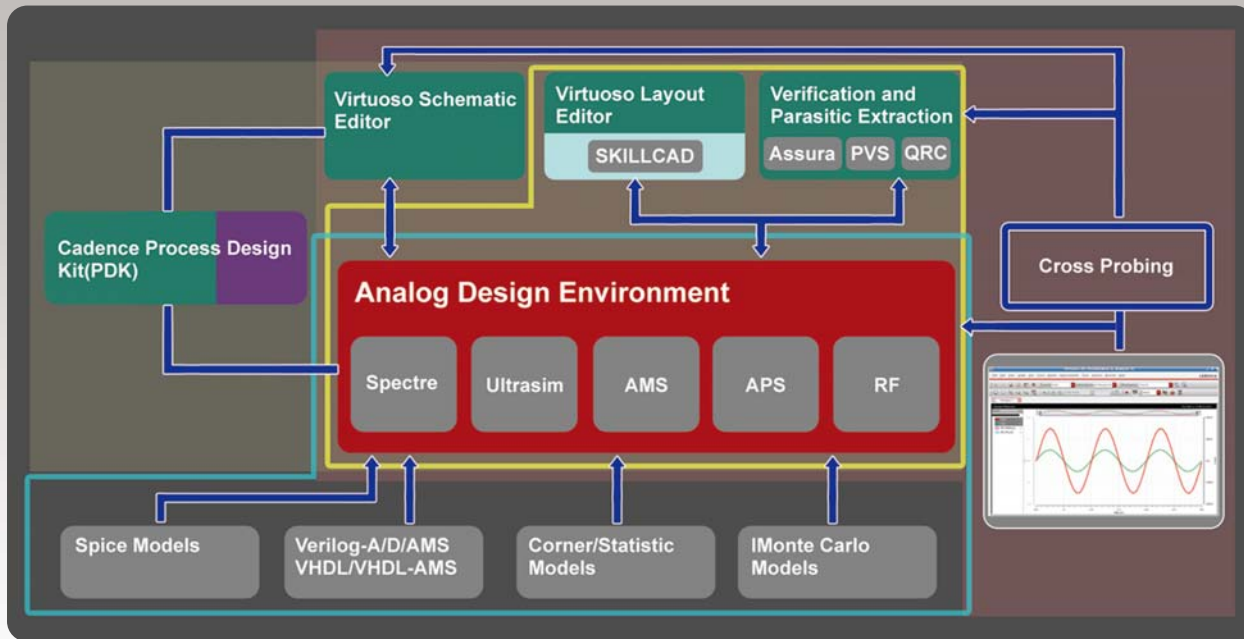 Virtuoso Schematic
Editor
Virtuoso Layout
Editor
SKILLCAD
Verification and
Parasitic Extraction
Assura PVS QRC
Cadence Process Design
Kit(PDK)
Cross Probing
Analog Design Environment
Spectre Ultrasim AMS APS RF
Spice Models
Verilog-A/D/AMS
VHDL/VHDL-AMS
Corner/Statistic
Models
IMonte Carlo
Models